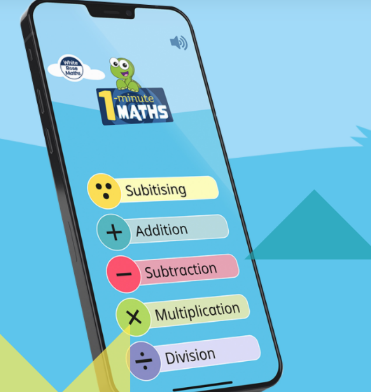 White
Rose
Maths
1-minute
MATHS
Subitising
Addition
Subtraction
Multiplication
Division